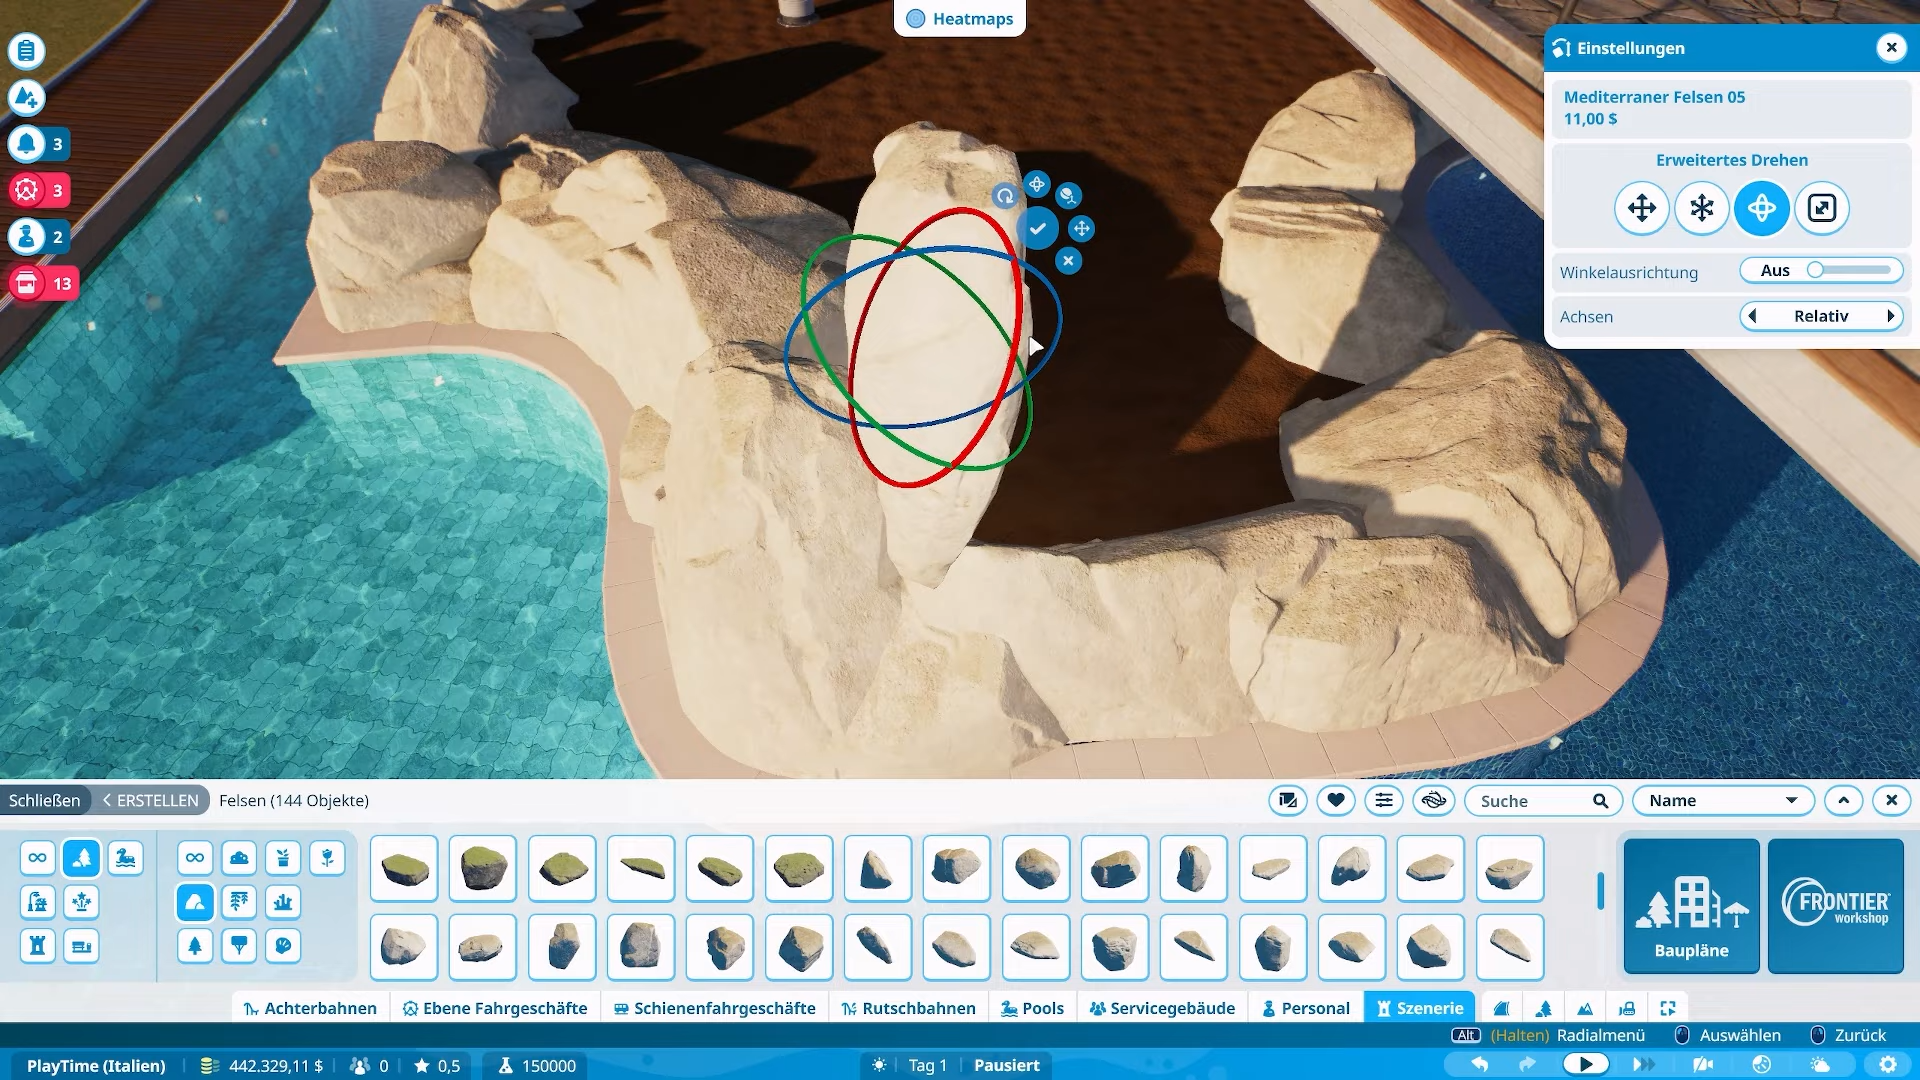 Heatmaps
Einstellungen
Mediterraner Felsen 05
11,00 $
Erweitertes Drehen
Winkelausrichtung
Aus
Achsen
Relativ
3
3
2
13
Schließen
ERSTELLEN
Felsen (144 Objekte)
Suche
Name
Baupläne
FRONTIER
workshop
Achterbahnen
Ebene Fahrgeschäfte
Schienenfahrgeschäfte
Rutschbahnen
Pools
Servicegebäude
Personal
Szenerie
Alt (Halten) Radialmenü
Auswählen
Zurück
PlayTime (Italien)
442.329,11 $
0
0,5
150000
Tag 1
Pausiert